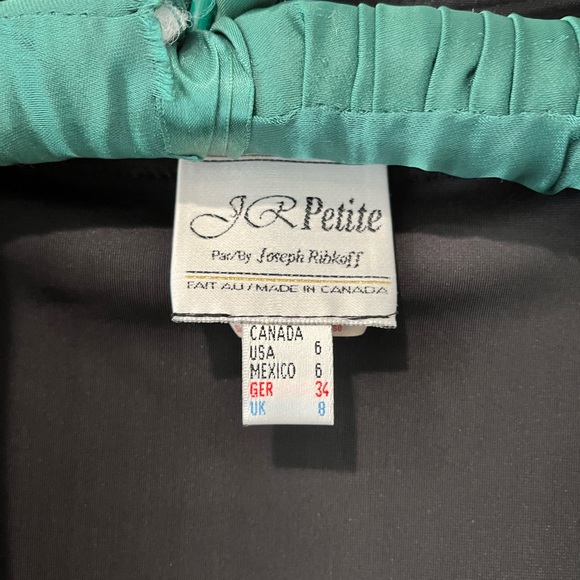 JR Petite
Par/By Joseph Ribkoff
FAIT AU / MADE IN CANADA
CANADA
USA 6
MEXICO 6
GER 34
UK 8